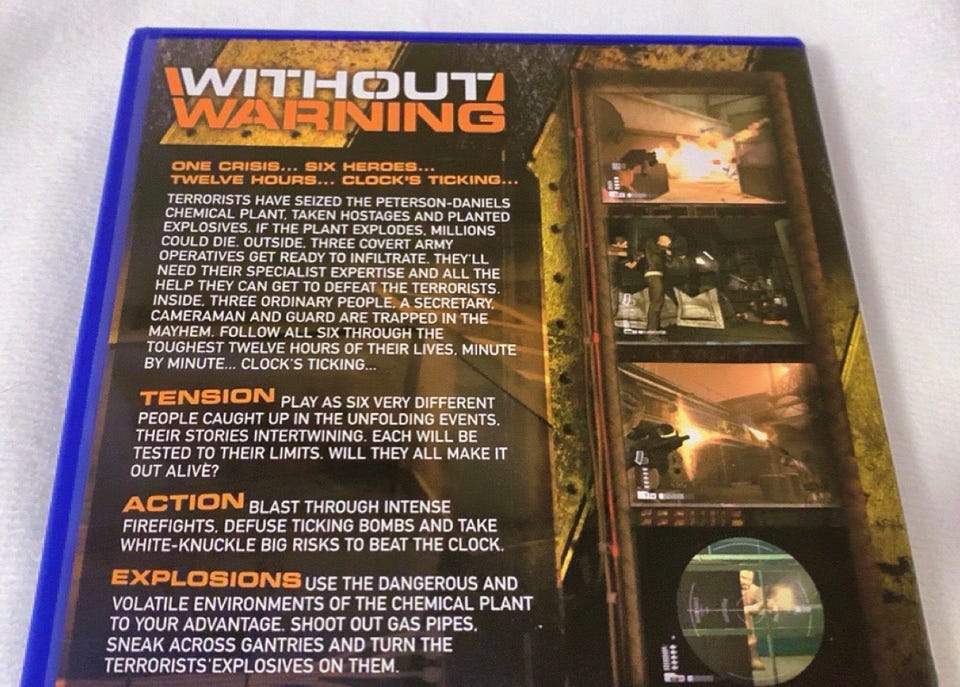 WITHOUT
WARNING
ONE CRISIS... SIX HEROES...
TWELVE HOURS... CLOCK'S TICKING...
TERRORISTS HAVE SEIZED THE PETERSON-DANIELS
CHEMICAL PLANT, TAKEN HOSTAGES AND PLANTED
EXPLOSIVES. IF THE PLANT EXPLODES, MILLIONS
COULD DIE. OUTSIDE, THREE COVERT ARMY
OPERATIVES GET READY TO INFILTRATE. THEY'LL
NEED THEIR SPECIALIST EXPERTISE AND ALL THE
HELP THEY CAN GET TO DEFEAT THE TERRORISTS.
INSIDE, THREE ORDINARY PEOPLE, A SECRETARY,
CAMERAMAN AND GUARD ARE TRAPPED IN THE
MAYHEM. FOLLOW ALL SIX THROUGH THE
TOUGHEST TWELVE HOURS OF THEIR LIVES, MINUTE
BY MINUTE... CLOCK'S TICKING...
TENSION PLAY AS SIX VERY DIFFERENT
PEOPLE CAUGHT UP IN THE UNFOLDING EVENTS,
THEIR STORIES INTERTWINING. EACH WILL BE
TESTED TO THEIR LIMITS. WILL THEY ALL MAKE IT
OUT ALIVE?
ACTION BLAST THROUGH INTENSE
FIREFIGHTS, DEFUSE TICKING BOMBS AND TAKE
WHITE-KNUCKLE BIG RISKS TO BEAT THE CLOCK.
EXPLOSIONS USE THE DANGEROUS AND
VOLATILE ENVIRONMENTS OF THE CHEMICAL PLANT
TO YOUR ADVANTAGE. SHOOT OUT GAS PIPES,
SNEAK ACROSS GANTRIES AND TURN THE
TERRORISTS' EXPLOSIVES ON THEM.